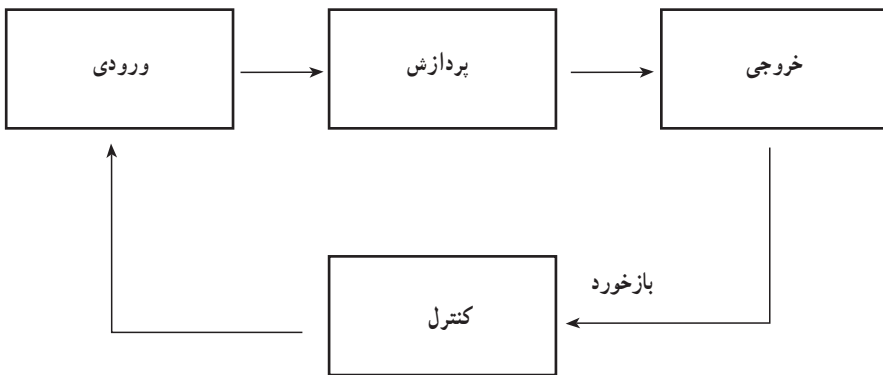 ورودی
پردازش
خروجی
بازخورد
کنترل